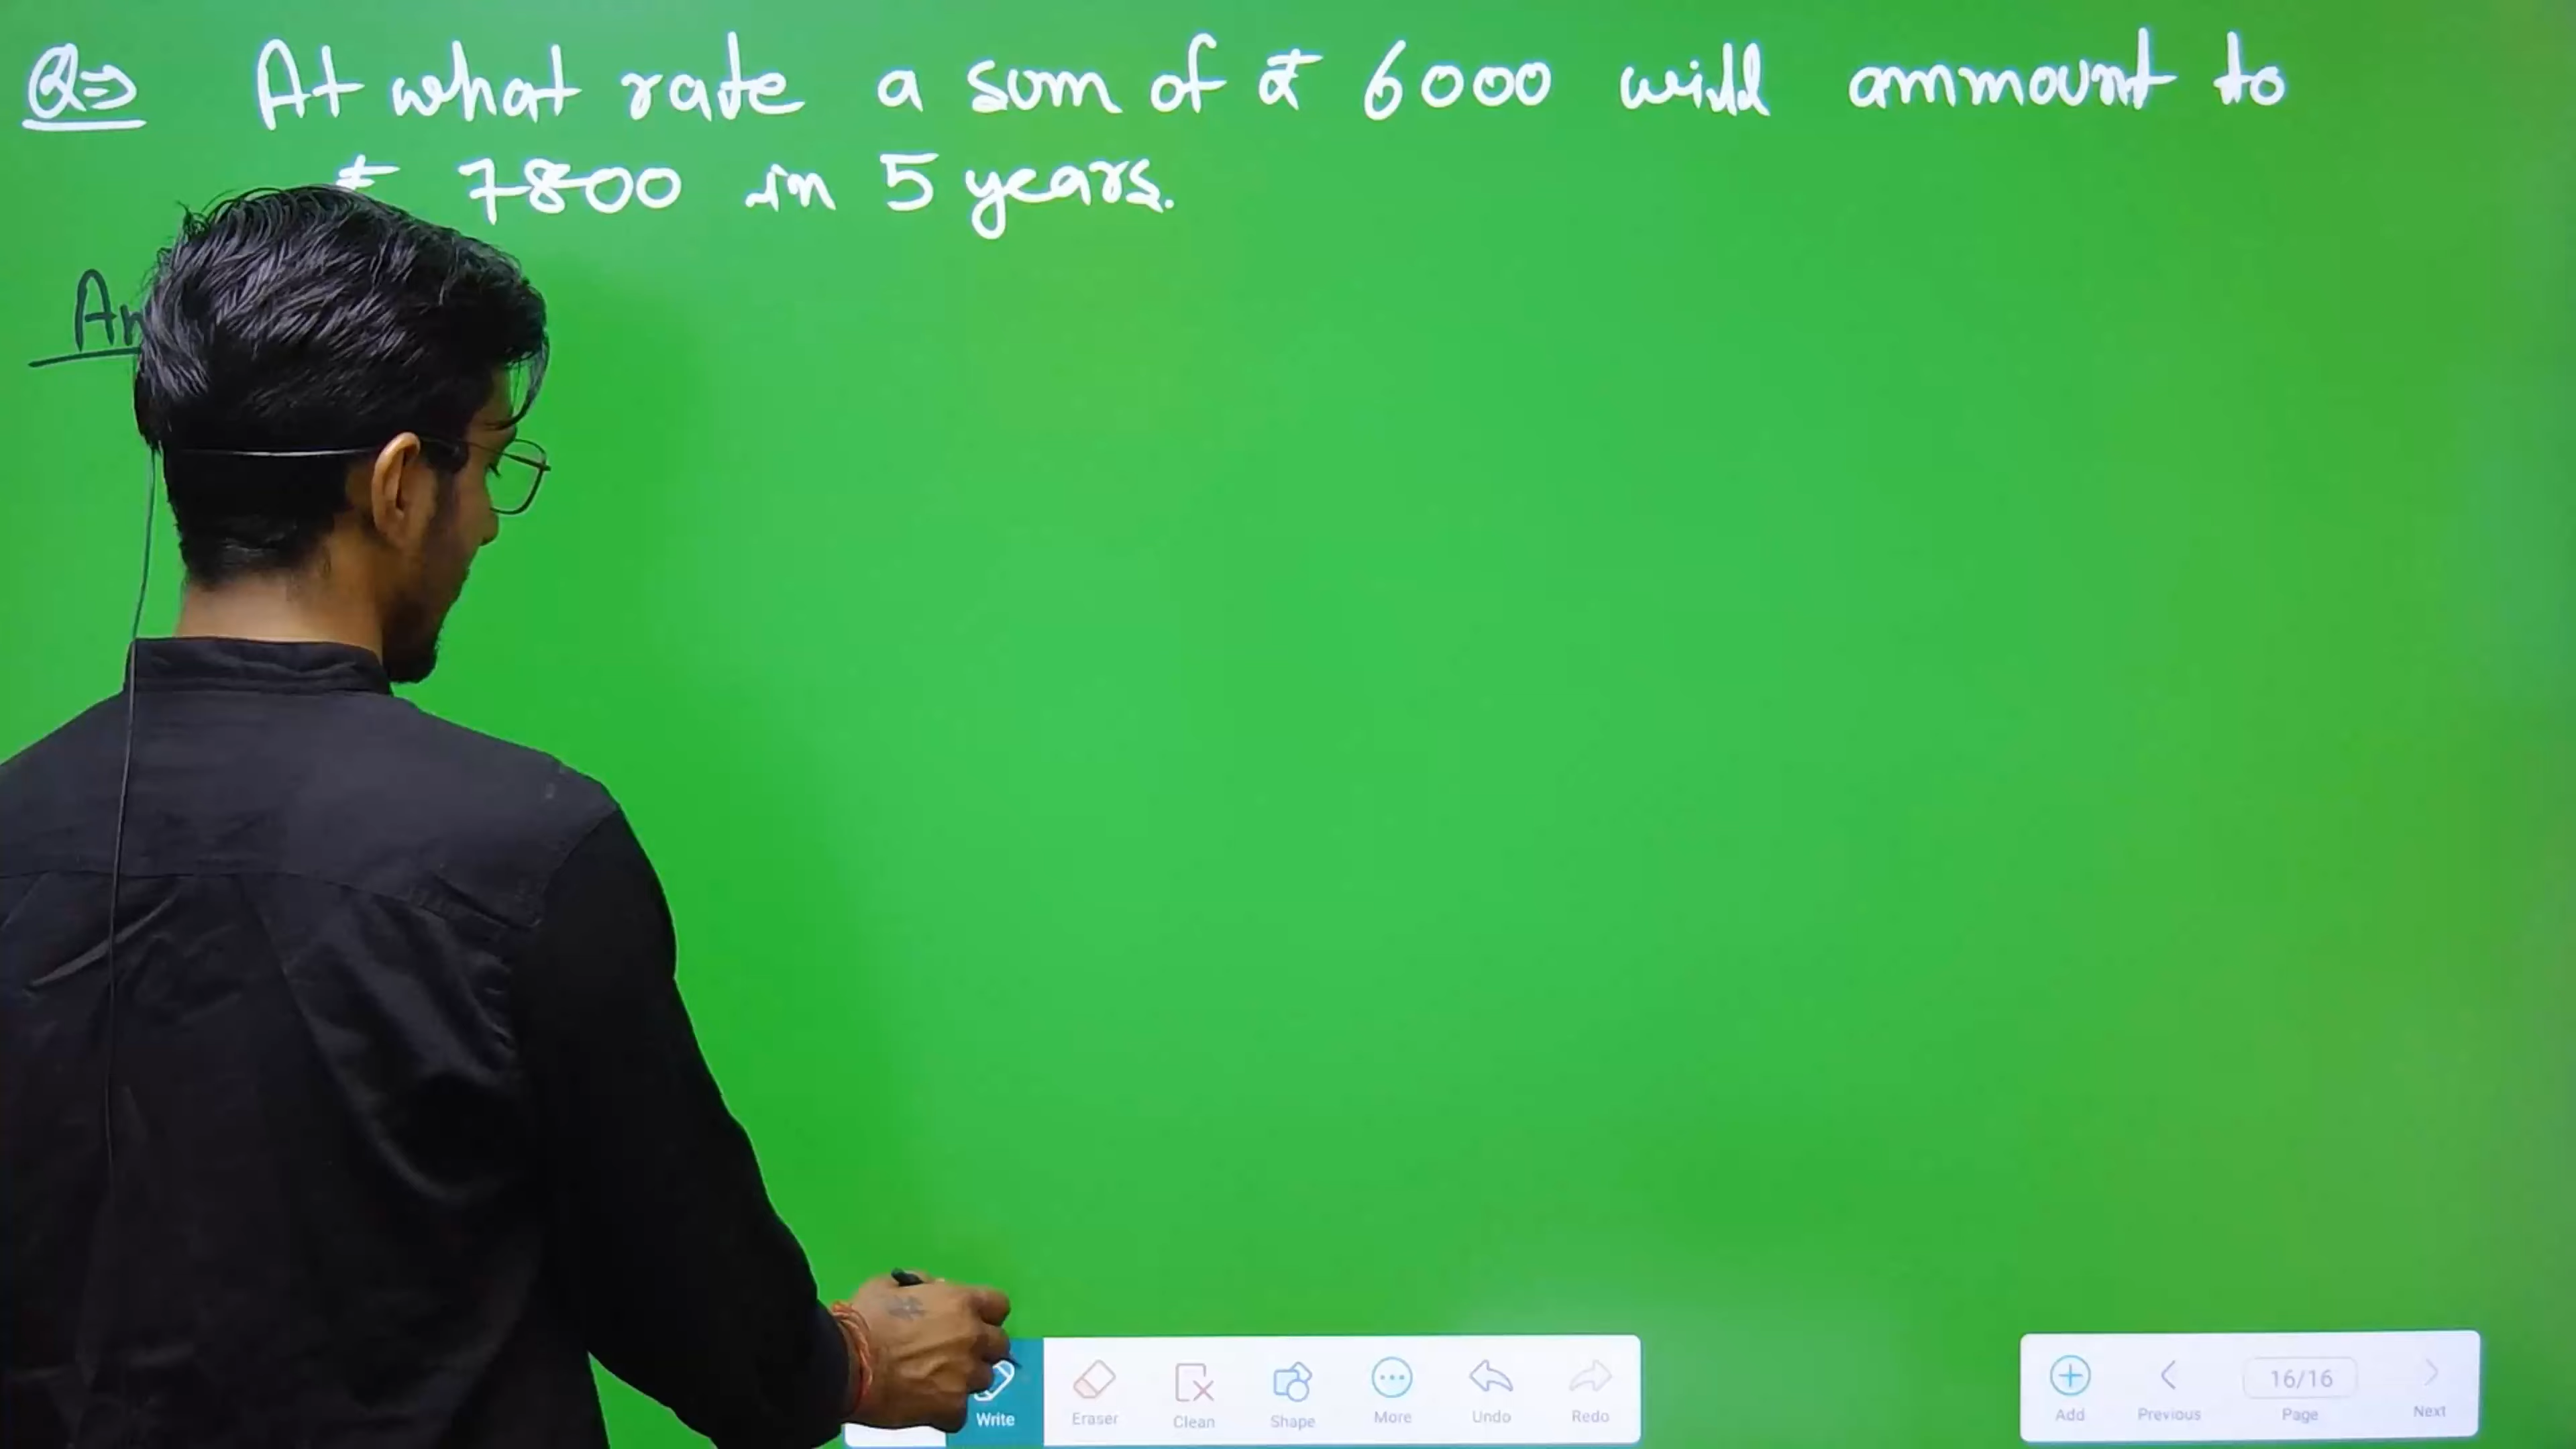 Q⇒ At what rate a sum of ₹ 6000 will ammount to
₹ 7800 in 5 years.
An
Write
Eraser
Clean
Shape
More
Undo
Redo
Add
Previous
16/16
Page
Next